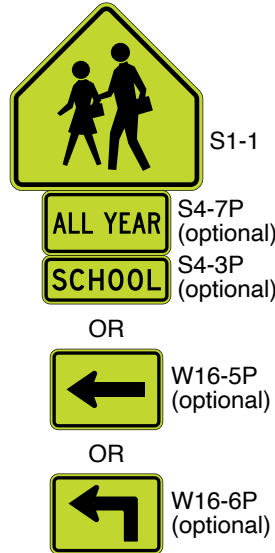 S1-1
ALL YEAR
S4-7P
(optional)
SCHOOL
S4-3P
(optional)
OR
W16-5P
(optional)
OR
W16-6P
(optional)